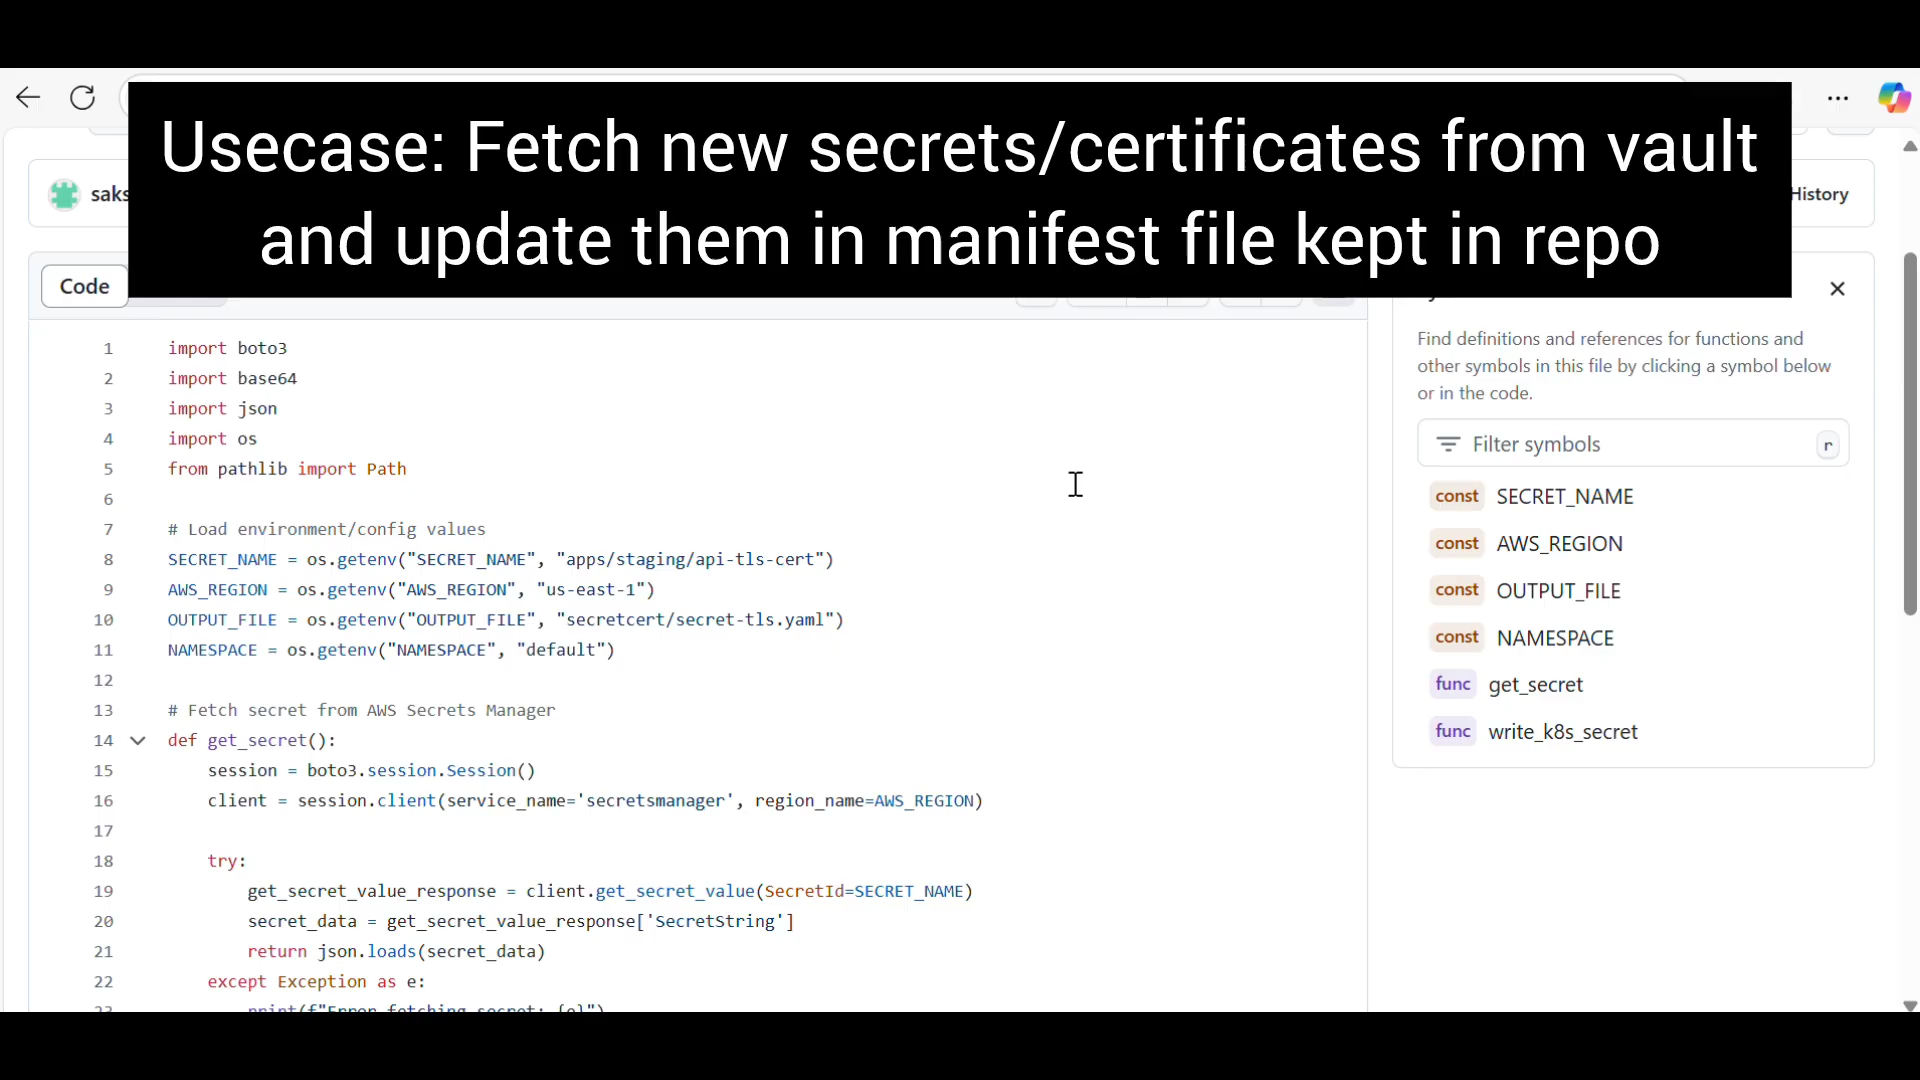 Usecase: Fetch new secrets/certificates from vault
and update them in manifest file kept in repo
saks
History
Code
Find definitions and references for functions and
other symbols in this file by clicking a symbol below
or in the code.
Filter symbols
r
const SECRET_NAME
const AWS_REGION
const OUTPUT_FILE
const NAMESPACE
func get_secret
func write_k8s_secret
1 import boto3
2 import base64
3 import json
4 import os
5 from pathlib import Path
6
7 # Load environment/config values
8 SECRET_NAME = os.getenv("SECRET_NAME", "apps/staging/api-tls-cert")
9 AWS_REGION = os.getenv("AWS_REGION", "us-east-1")
10 OUTPUT_FILE = os.getenv("OUTPUT_FILE", "secretcert/secret-tls.yaml")
11 NAMESPACE = os.getenv("NAMESPACE", "default")
12
13 # Fetch secret from AWS Secrets Manager
14 def get_secret():
15 session = boto3.session.Session()
16 client = session.client(service_name='secretsmanager', region_name=AWS_REGION)
17
18 try:
19 get_secret_value_response = client.get_secret_value(SecretId=SECRET_NAME)
20 secret_data = get_secret_value_response['SecretString']
21 return json.loads(secret_data)
22 except Exception as e:
23 print(f"Error fetching secret: {e}")